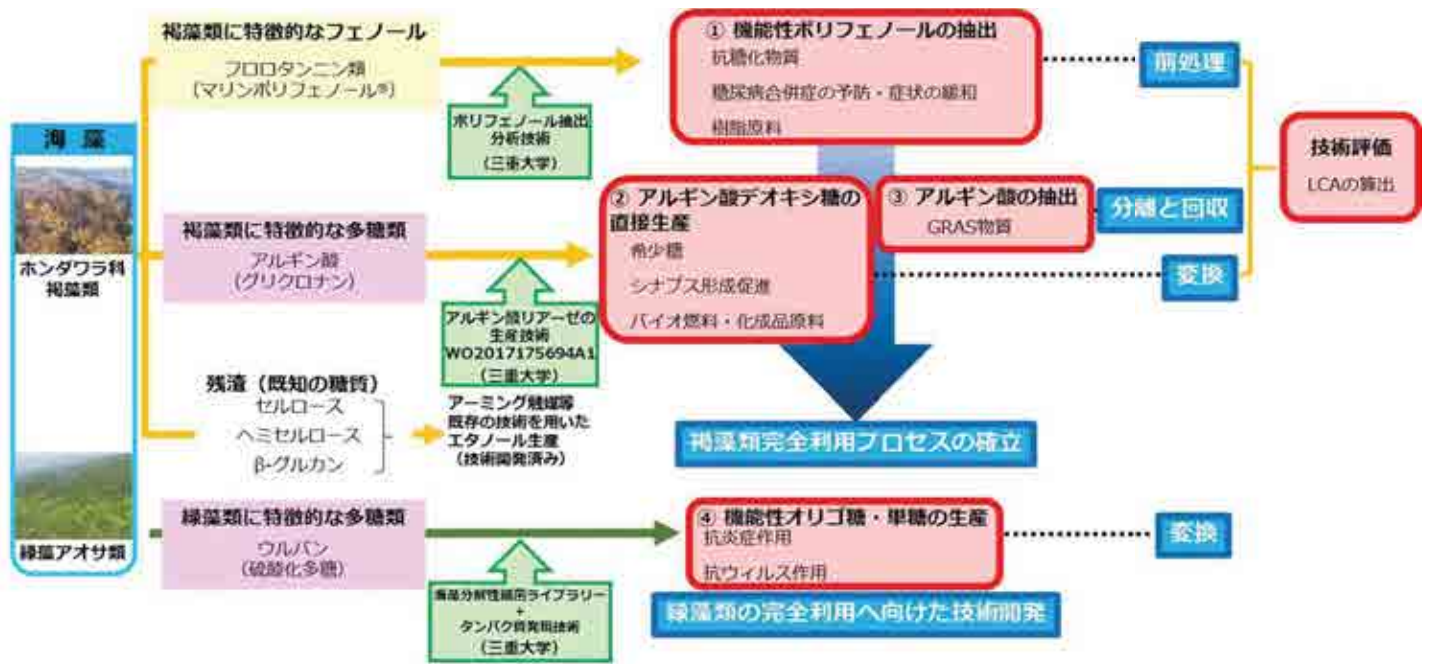 海藻
ホンダワラ科
褐藻類
緑藻アオサ類
褐藻類に特徴的なフェノール
フロロタンニン類
(マリンポリフェノール®)
ポリフェノール抽出
分析技術
(三重大学)
① 機能性ポリフェノールの抽出
抗糖化物質
糖尿病合併症の予防・症状の緩和
樹脂原料
前処理
褐藻類に特徴的な多糖類
アルギン酸
(グリクロナン)
アルギン酸リアーゼの
生産技術
WO2017175694A1
(三重大学)
② アルギン酸デオキシ糖の
直接生産
希少糖
シナプス形成促進
バイオ燃料・化成品原料
③ アルギン酸の抽出
GRAS物質
分離と回収
変換
技術評価
LCAの算出
残渣（既知の糖質）
セルロース
ヘミセルロース
β-グルカン
アーミング触媒等
既存の技術を用いた
エタノール生産
（技術開発済み）
褐藻類完全利用プロセスの確立
緑藻類に特徴的な多糖類
ウルバン
(硫酸化多糖)
海藻分解性細菌ライブラリー
+
タンパク質発現技術
(三重大学)
④ 機能性オリゴ糖・単糖の生産
抗炎症作用
抗ウィルス作用
変換
緑藻類の完全利用へ向けた技術開発